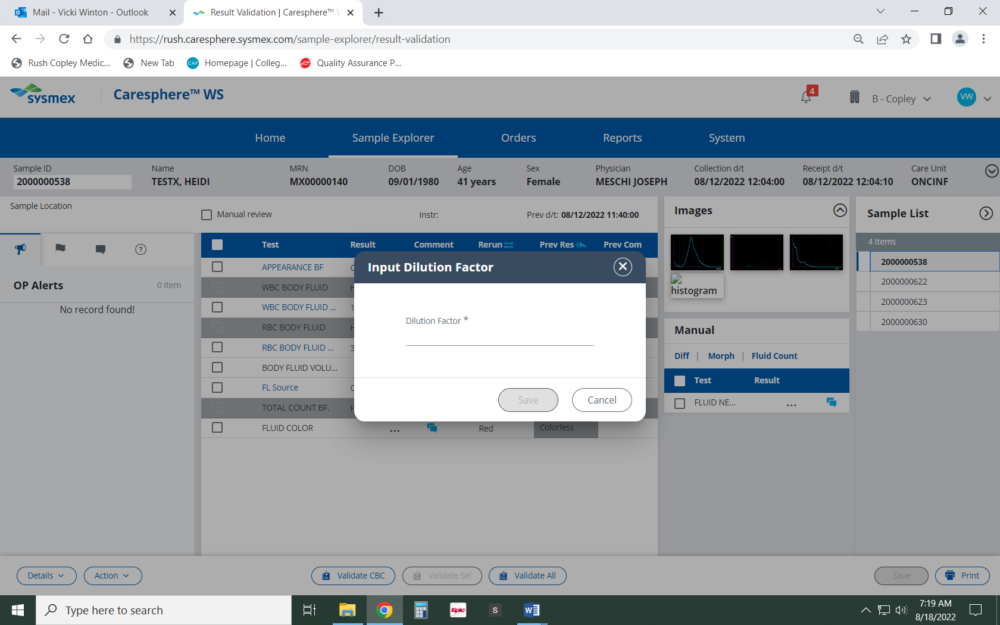 Mail - Vicki Winton - Outlook
Result Validation | Caresphere™
https://rush.caresphere.sysmex.com/sample-explorer/result-validation
Rush Copley Medic... New Tab CAP Homepage | Colleg... Quality Assurance P...
sysmex Caresphere™ WS 4 B - Copley VW
Home Sample Explorer Orders Reports System
Sample ID Name MRN DOB Age Sex Physician Collection d/t Receipt d/t Care Unit
2000000538 TESTX, HEIDI MX00000140 09/01/1980 41 years Female MESCHI JOSEPH 08/12/2022 12:04:00 08/12/2022 12:04:10 ONCINF
Sample Location
Manual review Instr: Prev d/t: 08/12/2022 11:40:00
OP Alerts 0 Item
No record found!
Test Result Comment Rerun Prev Res Prev Com
APPEARANCE BF
WBC BODY FLUID
WBC BODY FLUID ...
RBC BODY FLUID
RBC BODY FLUID ...
BODY FLUID VOLU...
FL Source
TOTAL COUNT BF.
FLUID COLOR ... Red Colorless
Input Dilution Factor
Dilution Factor *
Save Cancel
Images
histogram
Manual
Diff | Morph | Fluid Count
Test Result
FLUID NE... ...
Sample List
4 Items
2000000538
2000000622
2000000623
2000000630
Details Action Validate CBC Validate Sel Validate All Save Print
Type here to search
Epic
S
W
7:19 AM
8/18/2022